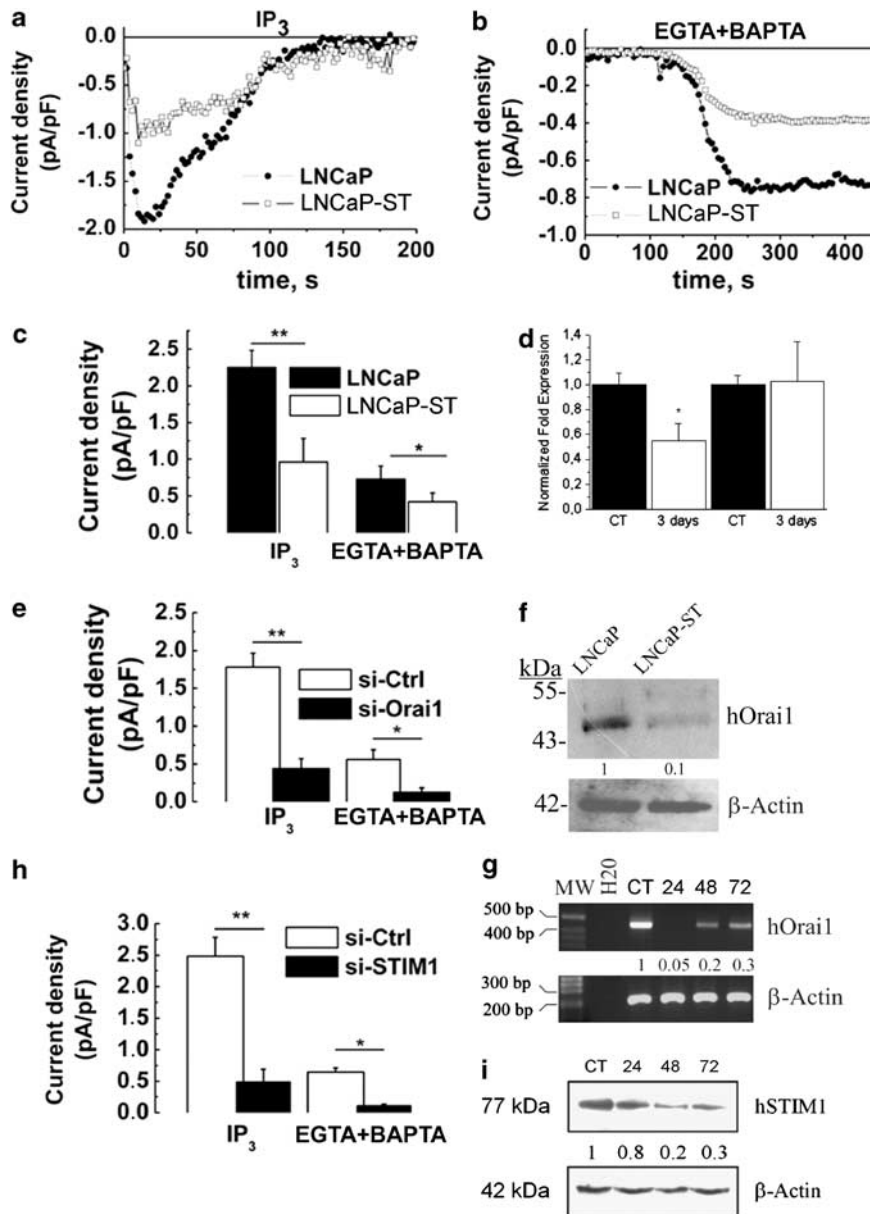 a
IP3
0.0
-0.5
-1.0
-1.5
-2.0
Current density
(pA/pF)
LNCaP
LNCaP-ST
0 50 100 150 200
time, s
b
EGTA+BAPTA
0.0
-0.2
-0.4
-0.6
-0.8
-1.0
Current density
(pA/pF)
LNCaP
LNCaP-ST
0 100 200 300 400
time, s
c
Current density
(pA/pF)
2.5
2.0
1.5
1.0
0.5
0.0
**
*
LNCaP
LNCaP-ST
IP3 EGTA+BAPTA
d
Normalized Fold Expression
1,4
1,2
1,0
0,8
0,6
0,4
0,2
0,0
*
CT 3 days CT 3 days
e
Current density
(pA/pF)
2.0
1.5
1.0
0.5
0.0
**
*
si-Ctrl
si-Orai1
IP3 EGTA+BAPTA
f
LNCaP LNCaP-ST
kDa
55-
43-
hOrai1
1 0.1
42-
β-Actin
h
Current density
(pA/pF)
3.0
2.5
2.0
1.5
1.0
0.5
0.0
**
*
si-Ctrl
si-STIM1
IP3 EGTA+BAPTA
g
MW H20 CT 24 48 72
500 bp
400 bp
hOrai1
1 0.05 0.2 0.3
300 bp
200 bp
β-Actin
i
CT 24 48 72
77 kDa
hSTIM1
1 0.8 0.2 0.3
42 kDa
β-Actin